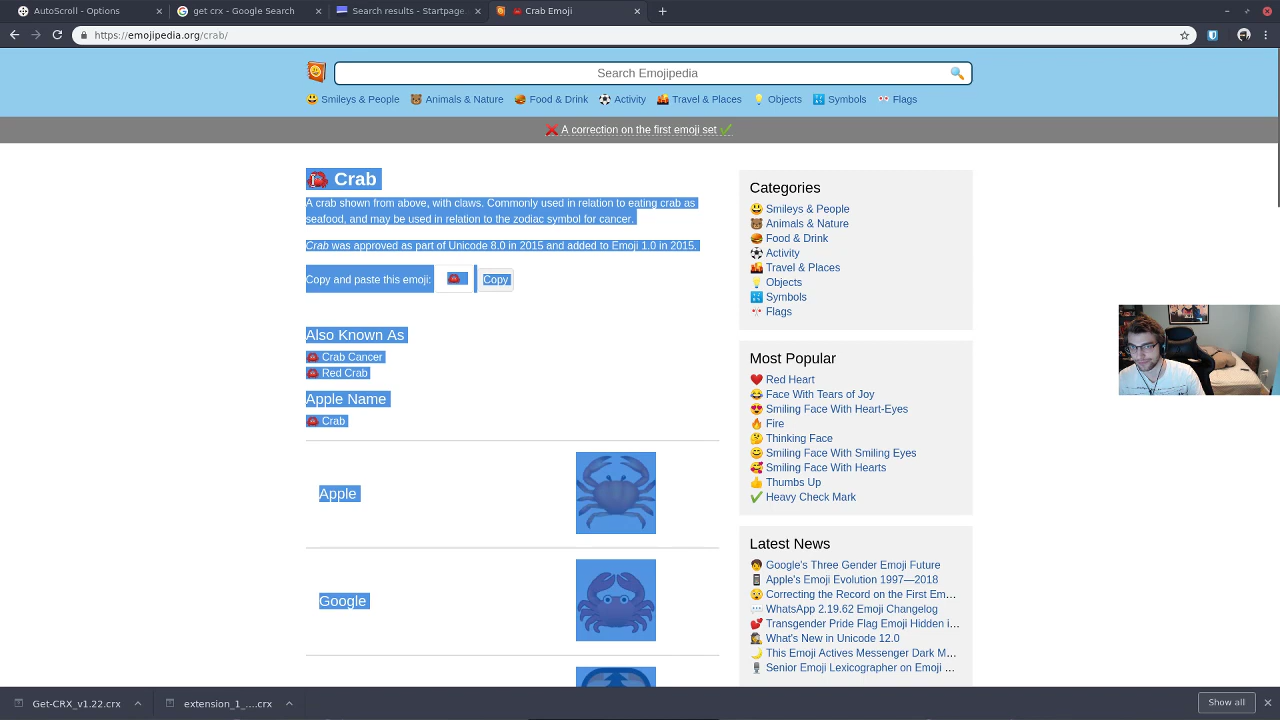 AutoScroll - Options
get crx - Google Search
Search results - Startpage
Crab Emoji
https://emojipedia.org/crab/
Search Emojipedia
Smileys & People
Animals & Nature
Food & Drink
Activity
Travel & Places
Objects
Symbols
Flags
A correction on the first emoji set
Crab
A crab shown from above, with claws. Commonly used in relation to eating crab as
seafood, and may be used in relation to the zodiac symbol for cancer.
Crab was approved as part of Unicode 8.0 in 2015 and added to Emoji 1.0 in 2015.
Copy and paste this emoji:
Copy
Also Known As
Crab Cancer
Red Crab
Apple Name
Crab
Apple
Google
Categories
Smileys & People
Animals & Nature
Food & Drink
Activity
Travel & Places
Objects
Symbols
Flags
Most Popular
Red Heart
Face With Tears of Joy
Smiling Face With Heart-Eyes
Fire
Thinking Face
Smiling Face With Smiling Eyes
Smiling Face With Hearts
Thumbs Up
Heavy Check Mark
Latest News
Google's Three Gender Emoji Future
Apple's Emoji Evolution 1997—2018
Correcting the Record on the First Em…
WhatsApp 2.19.62 Emoji Changelog
Transgender Pride Flag Emoji Hidden i…
What's New in Unicode 12.0
This Emoji Actives Messenger Dark M…
Senior Emoji Lexicographer on Emoji …
Get-CRX_v1.22.crx
extension_1_....crx
Show all